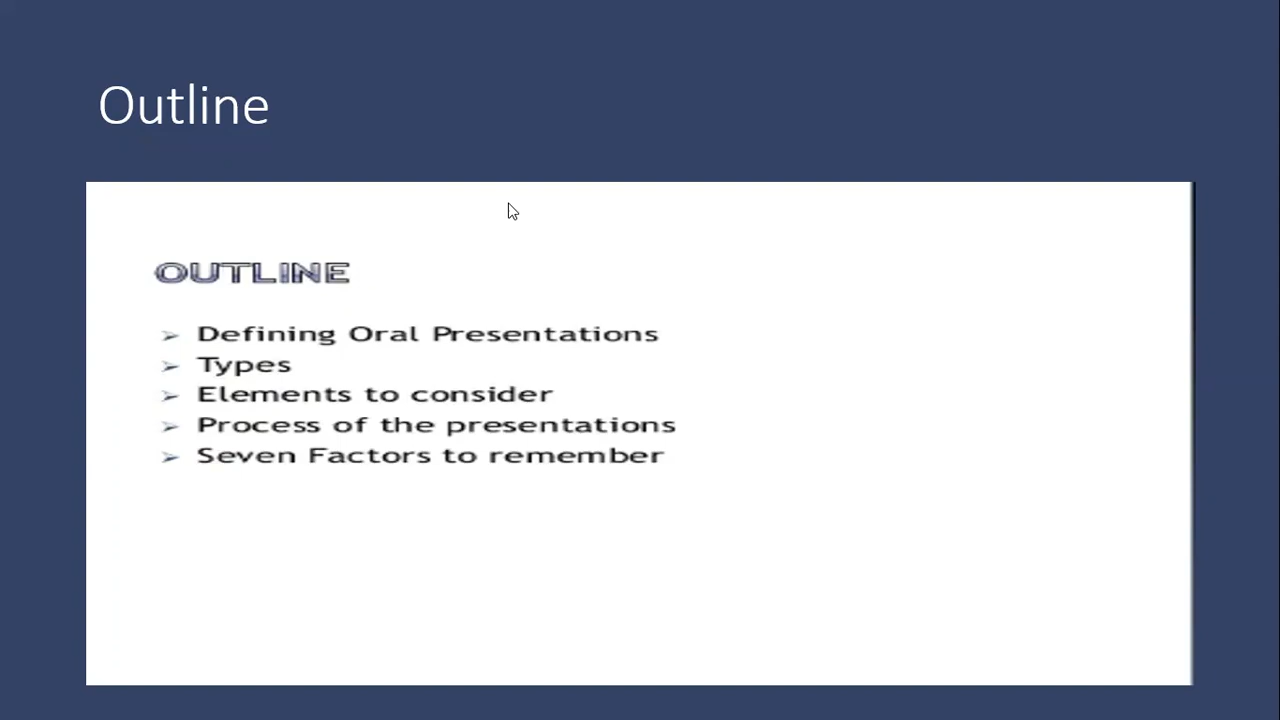 Outline
OUTLINE
Defining Oral Presentations
Types
Elements to consider
Process of the presentations
Seven Factors to remember